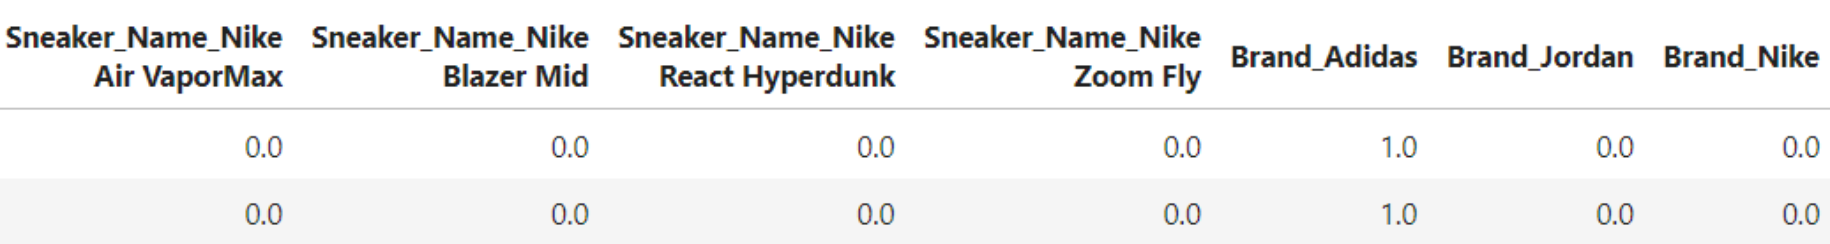 Sneaker_Name_Nike Air VaporMax Sneaker_Name_Nike Blazer Mid Sneaker_Name_Nike React Hyperdunk Sneaker_Name_Nike Zoom Fly Brand_Adidas Brand_Jordan Brand_Nike
0.0 0.0 0.0 0.0 1.0 0.0 0.0
0.0 0.0 0.0 0.0 1.0 0.0 0.0